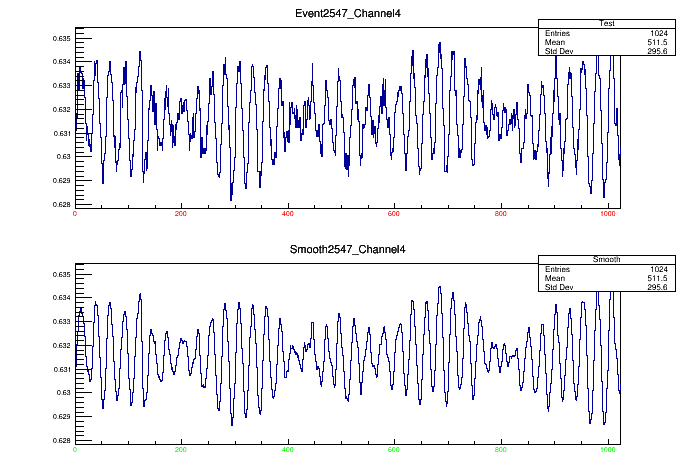 Event2547_Channel4
Test
Entries 1024
Mean 511.5
Std Dev 295.6
0.635
0.634
0.633
0.632
0.631
0.63
0.629
0.628
0 200 400 600 800 1000
Smooth2547_Channel4
Smooth
Entries 1024
Mean 511.5
Std Dev 295.6
0.635
0.634
0.633
0.632
0.631
0.63
0.629
0.628
0 200 400 600 800 1000